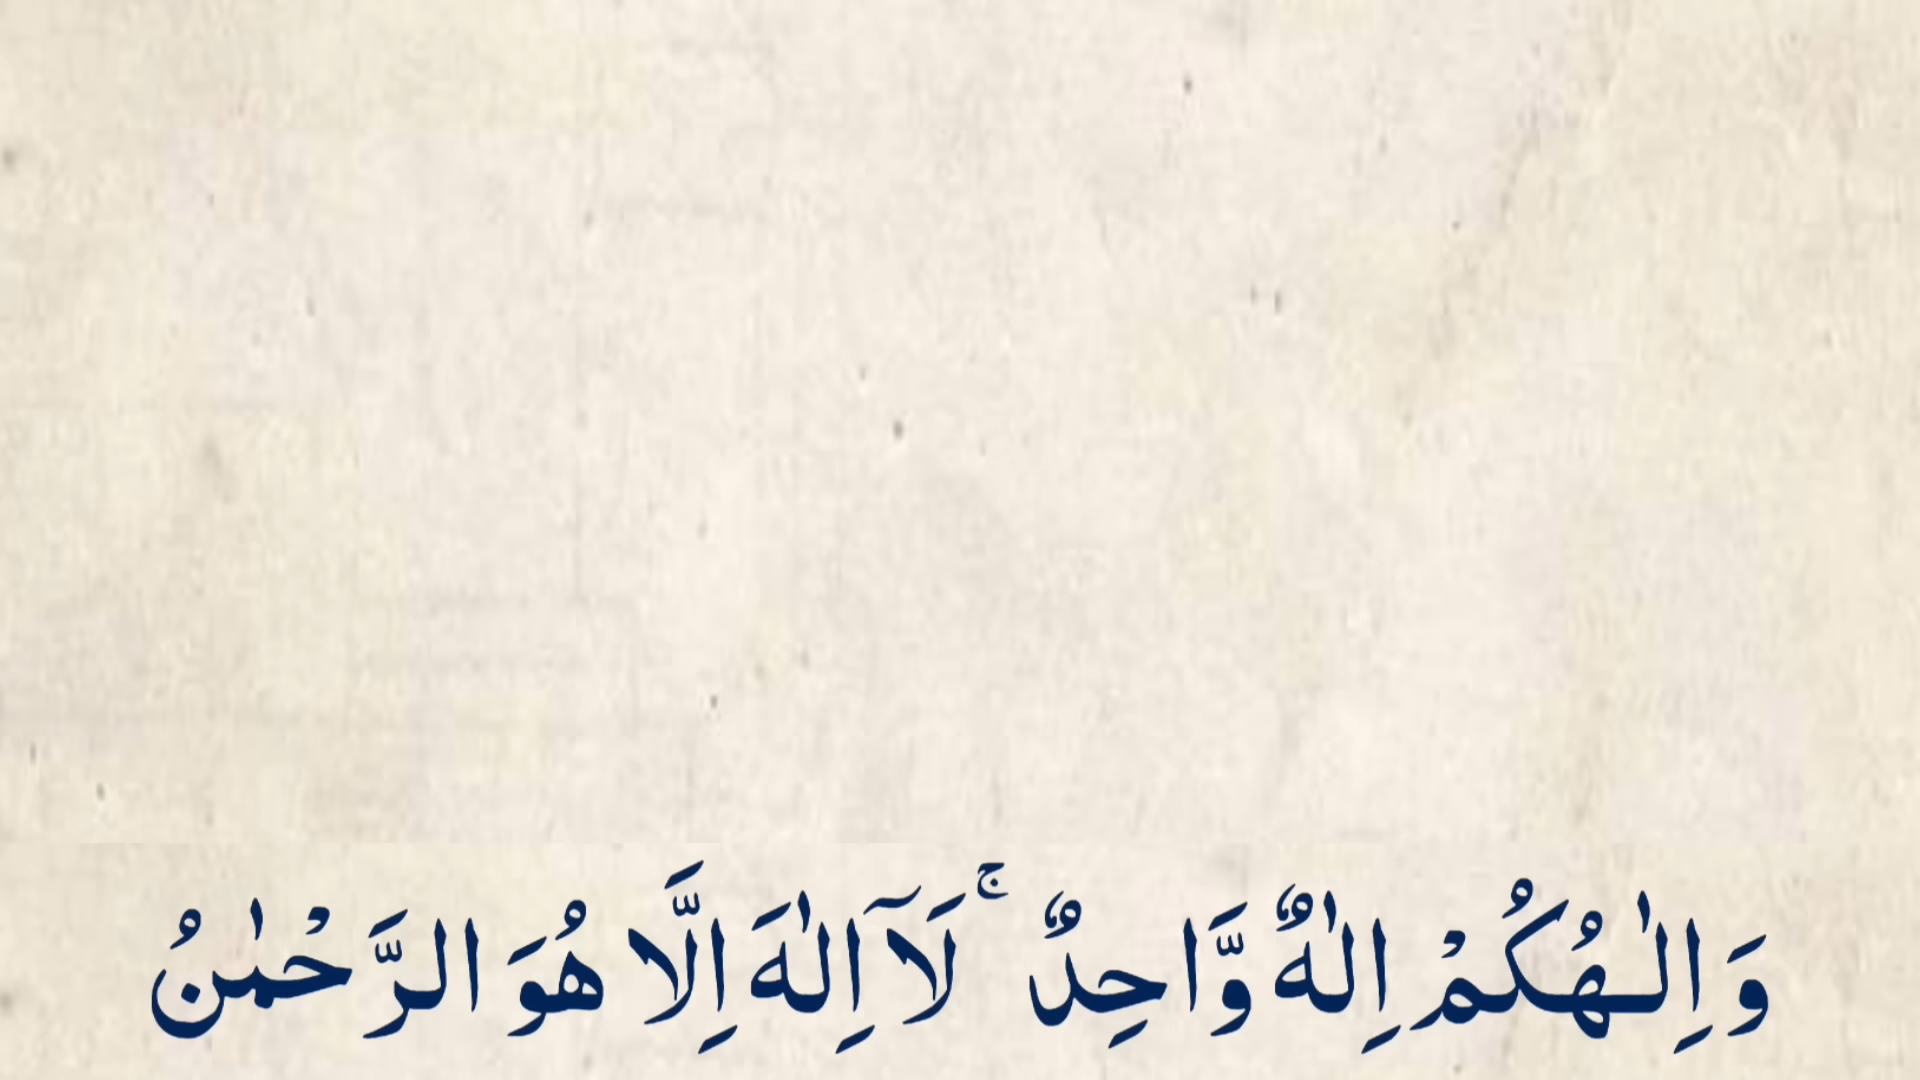 وَاِلٰـهُكُمْ اِلٰهٌ وَّاحِدٌ ۚ لَآ اِلٰهَ اِلَّا هُوَ الرَّحْمٰنُ